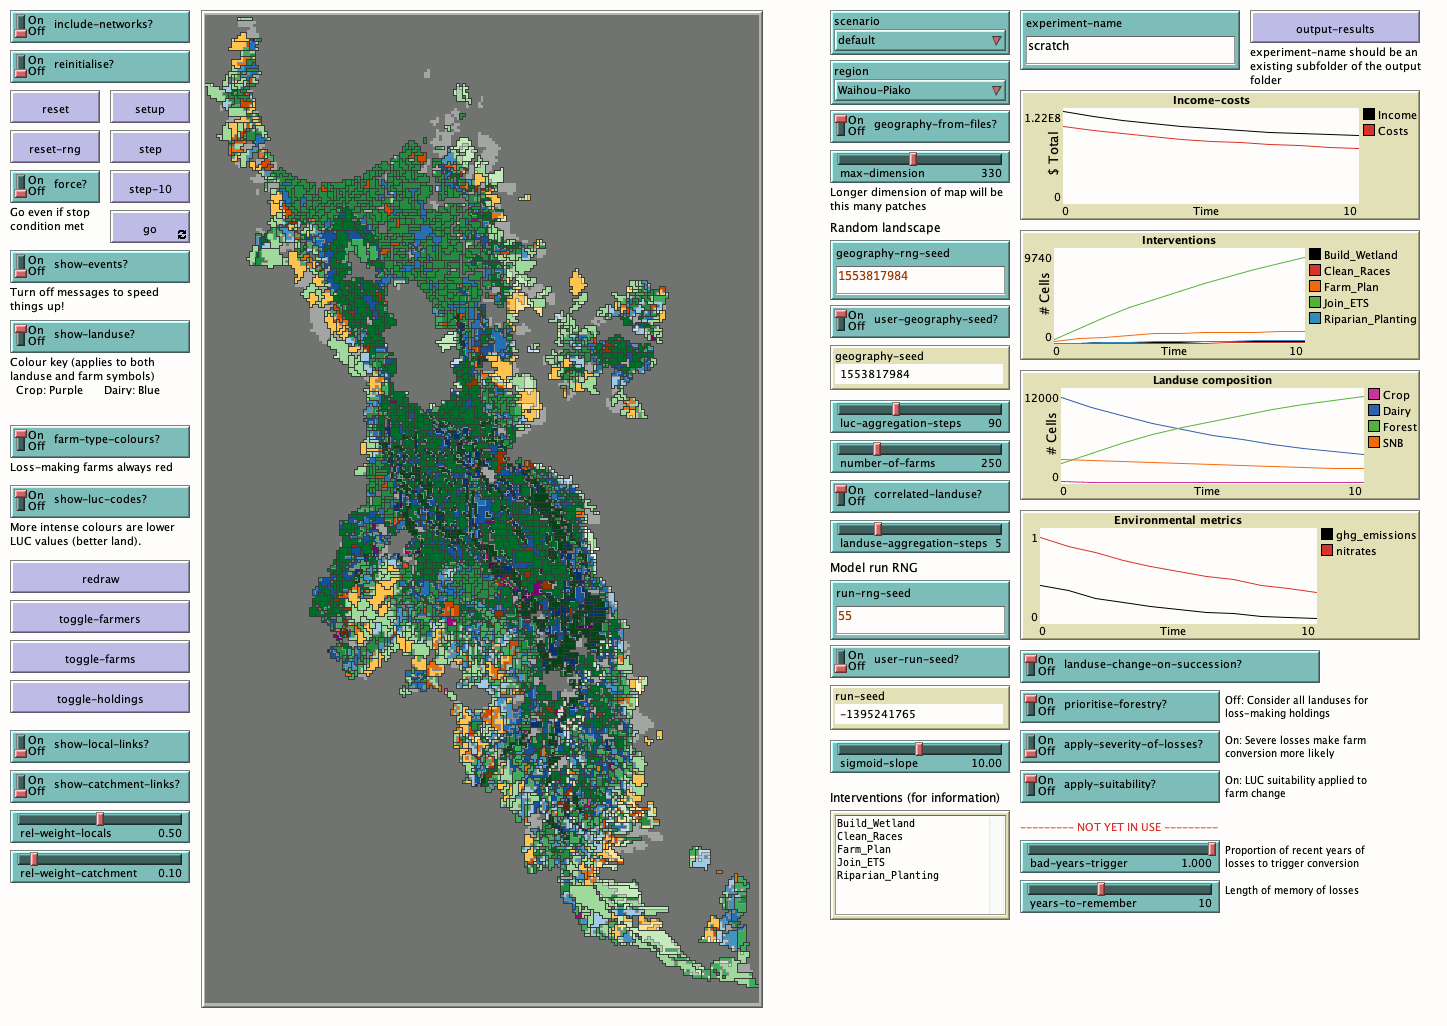 On
Off
include-networks?
On
Off
reinitialise?
reset
setup
reset-rng
step
On
Off
force?
step-10
Go even if stop
condition met
go
On
Off
show-events?
Turn off messages to speed
things up!
On
Off
show-landuse?
Colour key (applies to both
landuse and farm symbols)
Crop: Purple Dairy: Blue
On
Off
farm-type-colours?
Loss-making farms always red
On
Off
show-luc-codes?
More intense colours are lower
LUC values (better land).
redraw
toggle-farmers
toggle-farms
toggle-holdings
On
Off
show-local-links?
On
Off
show-catchment-links?
rel-weight-locals 0.50
rel-weight-catchment 0.10
scenario
default
region
Waihou-Piako
On
Off
geography-from-files?
max-dimension 330
Longer dimension of map will be
this many patches
Random landscape
geography-rng-seed
1553817984
On
Off
user-geography-seed?
geography-seed
1553817984
luc-aggregation-steps 90
number-of-farms 250
On
Off
correlated-landuse?
landuse-aggregation-steps 5
Model run RNG
run-rng-seed
55
On
Off
user-run-seed?
run-seed
-1395241765
sigmoid-slope 10.00
Interventions (for information)
Build_Wetland
Clean_Races
Farm_Plan
Join_ETS
Riparian_Planting
experiment-name
scratch
output-results
experiment-name should be an
existing subfolder of the output
folder
Income-costs
1.22E8
$ Total
0
0
Time
10
Income
Costs
Interventions
9740
# Cells
0
0
Time
10
Build_Wetland
Clean_Races
Farm_Plan
Join_ETS
Riparian_Planting
Landuse composition
12000
# Cells
0
0
Time
10
Crop
Dairy
Forest
SNB
Environmental metrics
1
0
0
Time
10
ghg_emissions
nitrates
On
Off
landuse-change-on-succession?
On
Off
prioritise-forestry?
Off: Consider all landuses for
loss-making holdings
On
Off
apply-severity-of-losses?
On: Severe losses make farm
conversion more likely
On
Off
apply-suitability?
On: LUC suitability applied to
farm change
--------- NOT YET IN USE ---------
bad-years-trigger 1.000
Proportion of recent years of
losses to trigger conversion
years-to-remember 10
Length of memory of losses